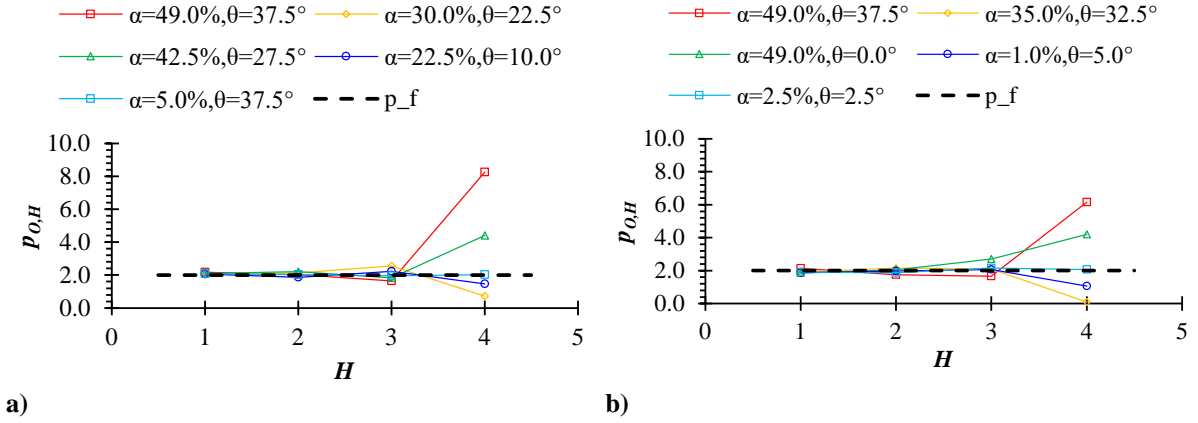 α=49.0%,θ=37.5° α=30.0%,θ=22.5°
α=42.5%,θ=27.5° α=22.5%,θ=10.0°
α=5.0%,θ=37.5° p_f
10.0
8.0
6.0
4.0
2.0
0.0
p_O,H
0 1 2 3 4 5
H
a)
α=49.0%,θ=37.5° α=35.0%,θ=32.5°
α=49.0%,θ=0.0° α=1.0%,θ=5.0°
α=2.5%,θ=2.5° p_f
10.0
8.0
6.0
4.0
2.0
0.0
p_O,H
0 1 2 3 4 5
H
b)